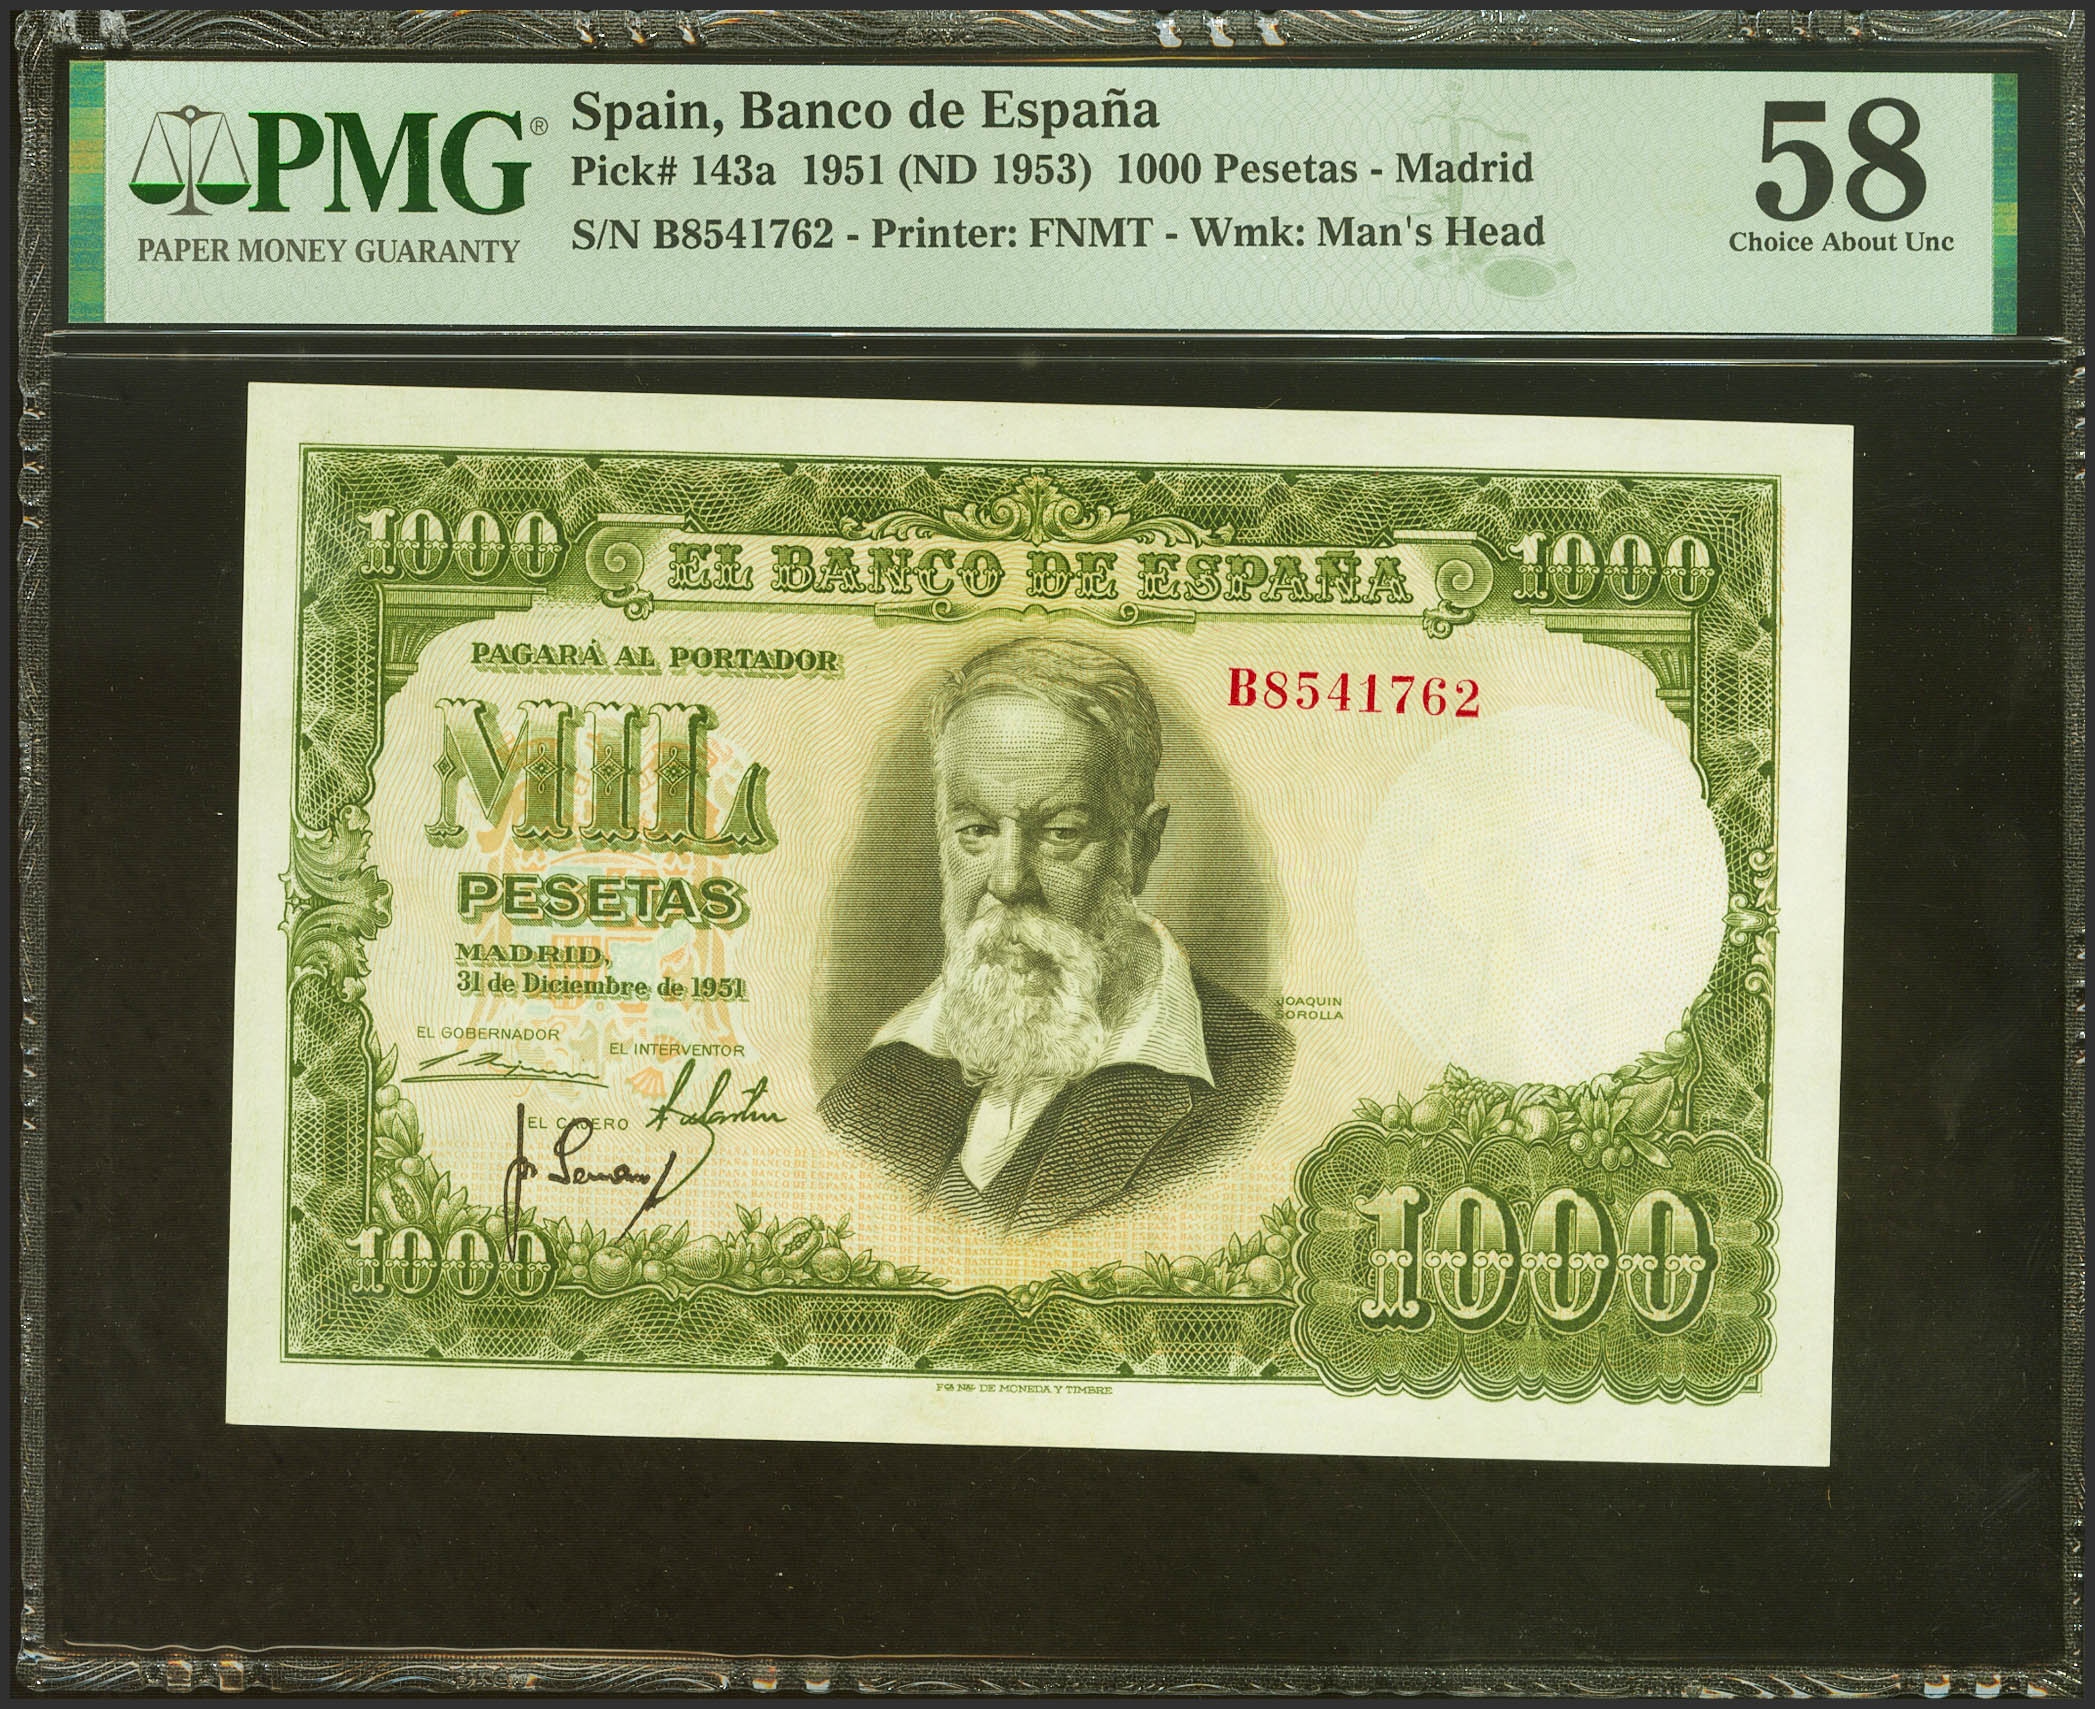 PMG®
PAPER MONEY GUARANTY
Spain, Banco de España
Pick# 143a 1951 (ND 1953) 1000 Pesetas - Madrid
S/N B8541762 - Printer: FNMT - Wmk: Man's Head
58
Choice About Unc
1000
EL BANCO DE ESPAÑA
1000
PAGARÁ AL PORTADOR
B8541762
MIL
PESETAS
MADRID,
31 de Diciembre de 1951
JOAQUIN
SOROLLA
EL GOBERNADOR
EL INTERVENTOR
EL CAJERO
1000
1000
FCA NAL DE MONEDA Y TIMBRE